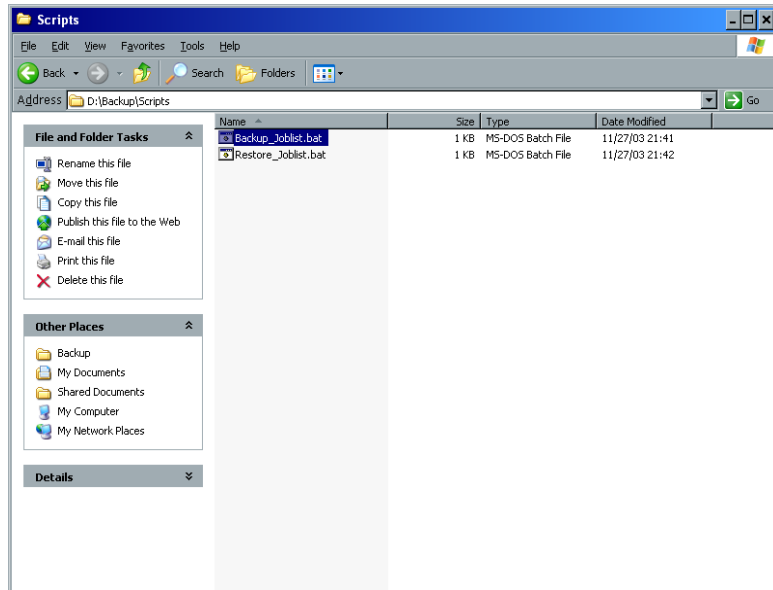 Scripts
File Edit View Favorites Tools Help
Back Search Folders
Address D:\Backup\Scripts Go
Name Size Type Date Modified
Backup_Joblist.bat 1 KB MS-DOS Batch File 11/27/03 21:41
Restore_Joblist.bat 1 KB MS-DOS Batch File 11/27/03 21:42
File and Folder Tasks
Rename this file
Move this file
Copy this file
Publish this file to the Web
E-mail this file
Print this file
Delete this file
Other Places
Backup
My Documents
Shared Documents
My Computer
My Network Places
Details